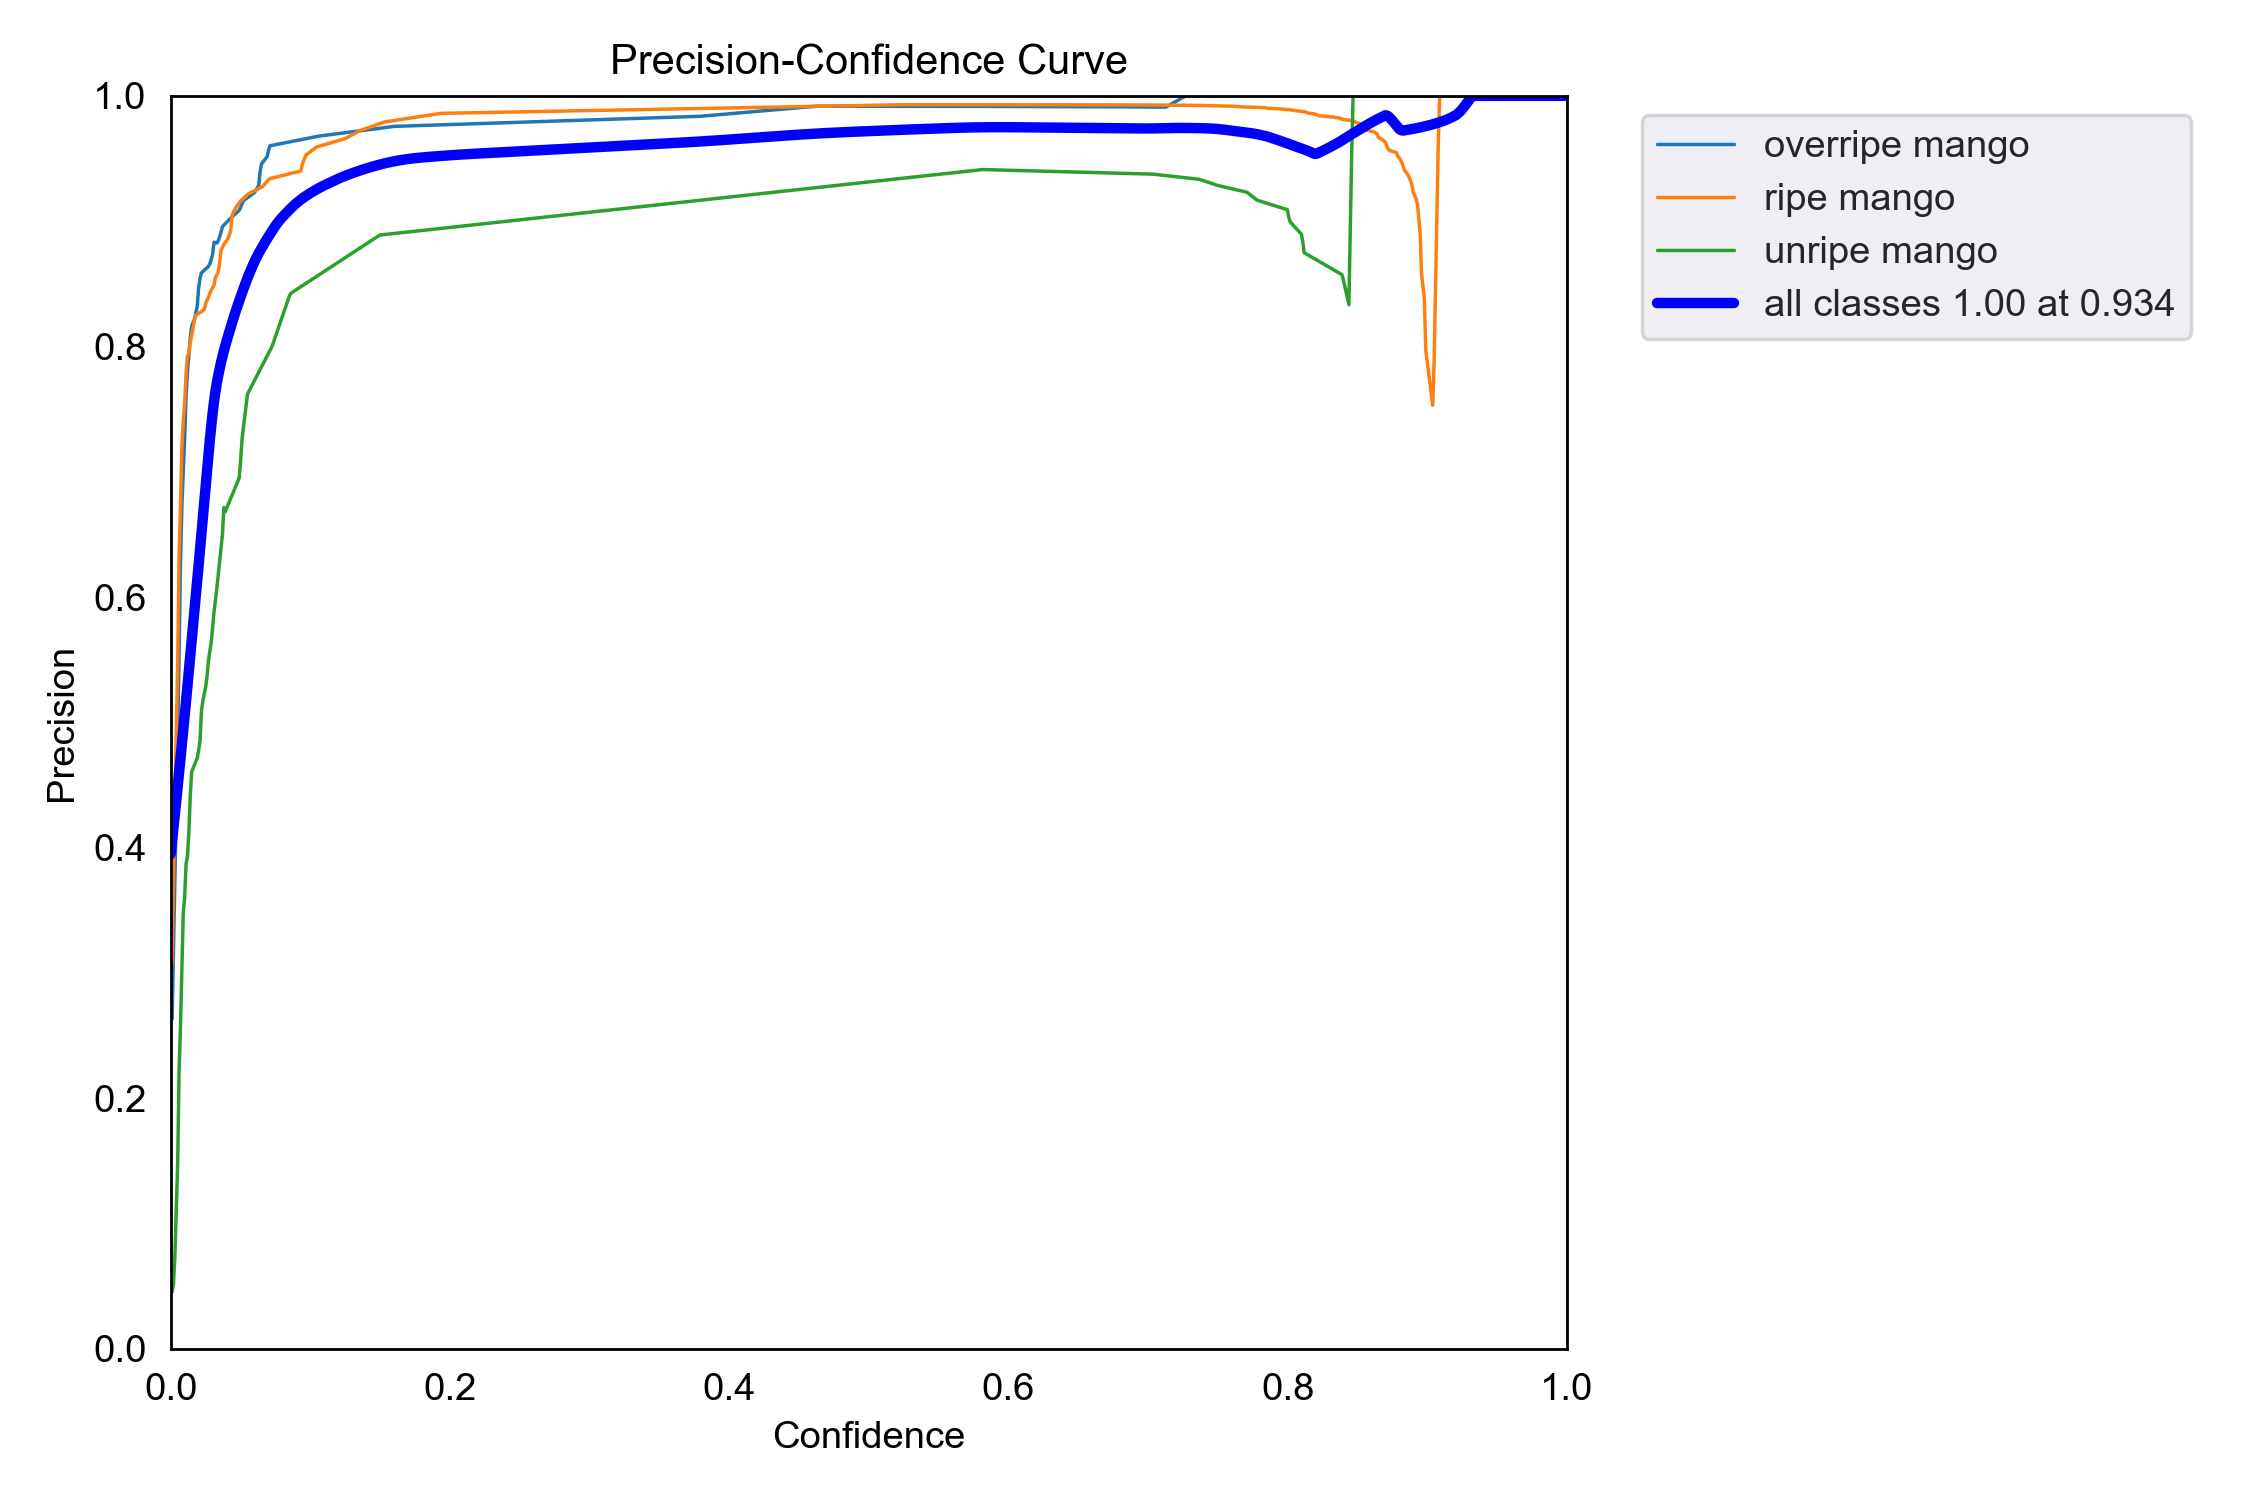 Precision-Confidence Curve
1.0
0.8
0.6
0.4
0.2
0.0
Precision
0.0 0.2 0.4 0.6 0.8 1.0
Confidence
overripe mango
ripe mango
unripe mango
all classes 1.00 at 0.934